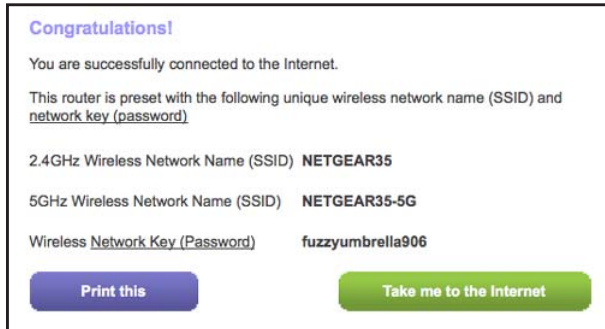 Congratulations!
You are successfully connected to the Internet.
This router is preset with the following unique wireless network name (SSID) and
network key (password)
2.4GHz Wireless Network Name (SSID) NETGEAR35
5GHz Wireless Network Name (SSID) NETGEAR35-5G
Wireless Network Key (Password) fuzzyumbrella906
Print this Take me to the Internet